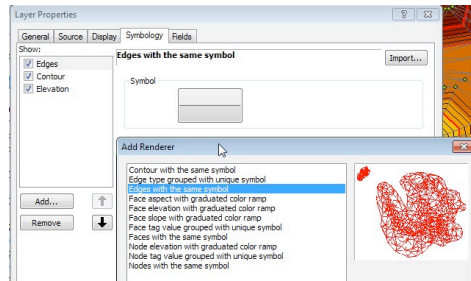 Layer Properties
General Source Display Symbology Fields
Show:
Edges
Contour
Elevation
Edges with the same symbol
Import...
Symbol
Add Renderer
Contour with the same symbol
Edge type grouped with unique symbol
Edges with the same symbol
Face aspect with graduated color ramp
Face elevation with graduated color ramp
Face slope with graduated color ramp
Face tag value grouped with unique symbol
Faces with the same symbol
Node elevation with graduated color ramp
Node tag value grouped with unique symbol
Nodes with the same symbol
Add...
Remove